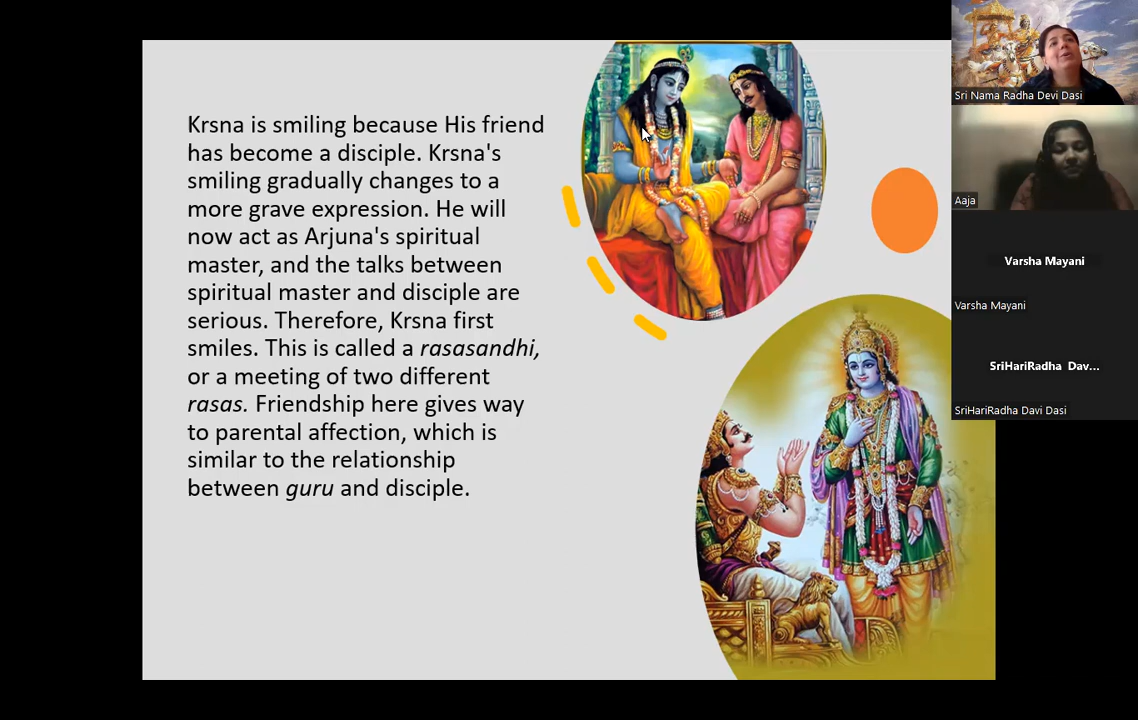 Krsna is smiling because His friend
has become a disciple. Krsna's
smiling gradually changes to a
more grave expression. He will
now act as Arjuna's spiritual
master, and the talks between
spiritual master and disciple are
serious. Therefore, Krsna first
smiles. This is called a rasasandhi,
or a meeting of two different
rasas. Friendship here gives way
to parental affection, which is
similar to the relationship
between guru and disciple.
Sri Nama Radha Devi Dasi
Aaja
Varsha Mayani
Varsha Mayani
SriHariRadha Dav...
SriHariRadha Davi Dasi